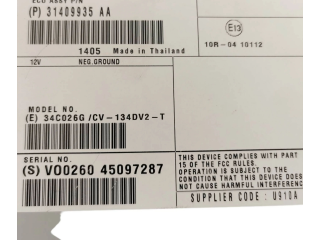 ECU ASSY P/N
(P) 31409935 AA
E13
1405 Made in Thailand
10R-04 10112
12V NEG.GROUND
MODEL NO.
(E) 34C026G /CV-134DV2-T
SERIAL NO.
(S) VO0260 45097287
THIS DEVICE COMPLIES WITH PART
15 OF THE FCC RULES.
OPERATION IS SUBJECT TO THE
CONDITION THAT THIS DEVICE DOES
NOT CAUSE HARMFUL INTERFERENCE
SUPPLIER CODE : U910A